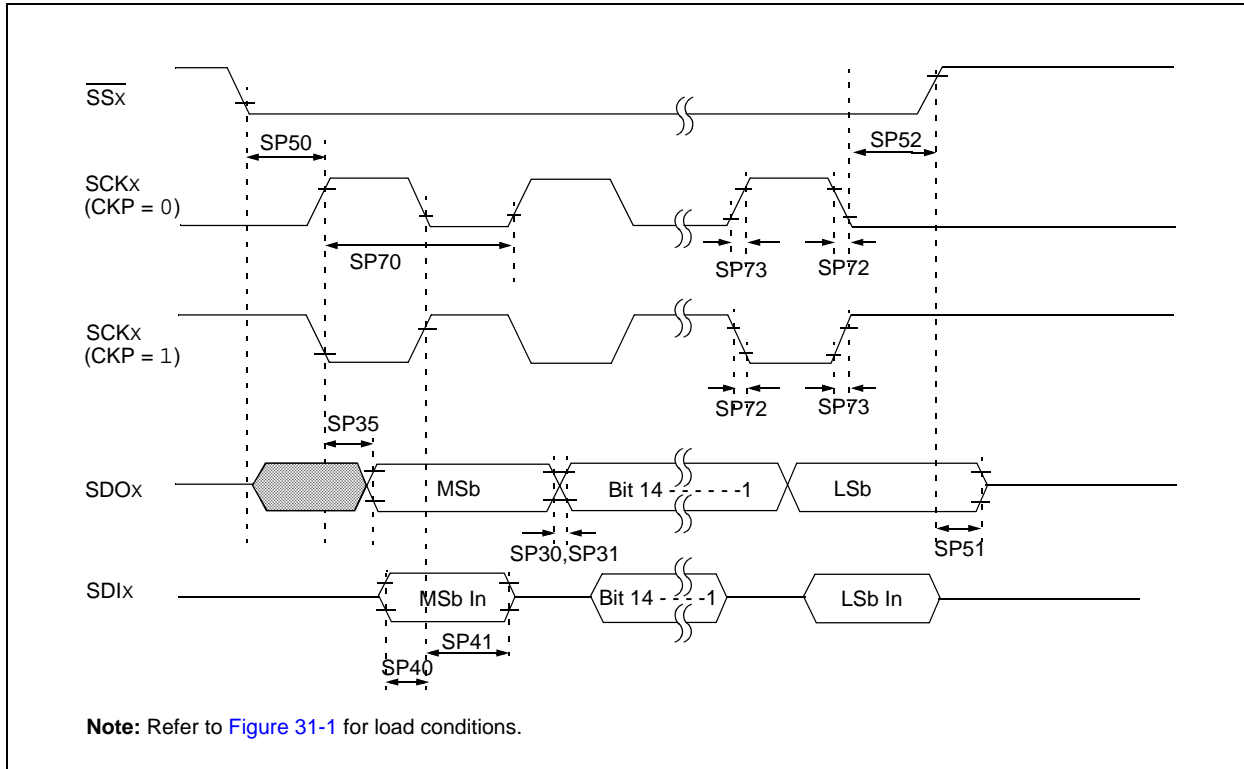 SSx
SP50
SP52
SCKx
(CKP = 0)
SP70
SP73
SP72
SCKx
(CKP = 1)
SP72
SP73
SP35
SDOx
MSb
Bit 14 - - - - - -1
LSb
SP30,SP31
SP51
SDIx
MSb In
Bit 14 - - - -1
LSb In
SP41
SP40
Note: Refer to Figure 31-1 for load conditions.